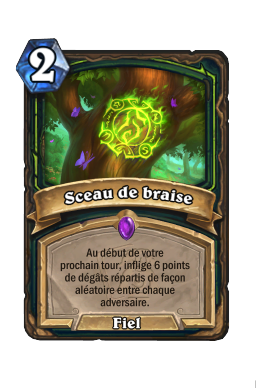 2
Sceau de braise
Au début de votre
prochain tour, inflige 6 points
de dégâts répartis de façon
aléatoire entre chaque
adversaire.
Fiel